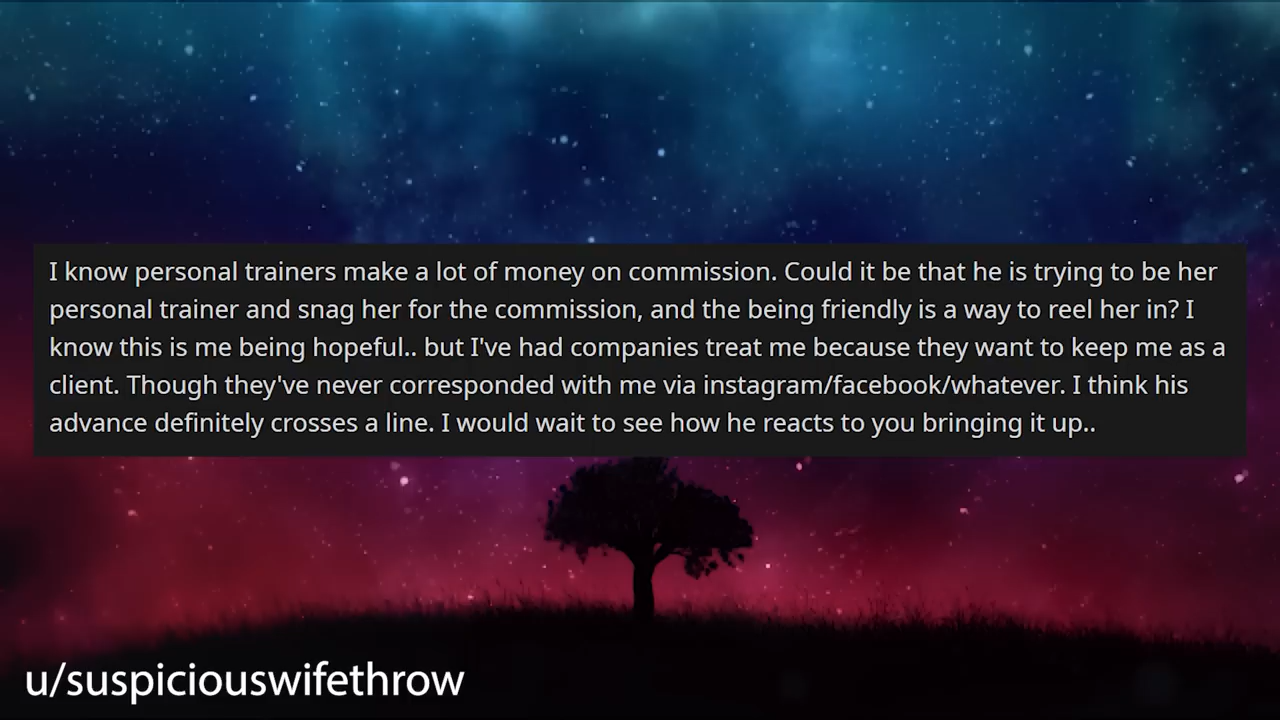 I know personal trainers make a lot of money on commission. Could it be that he is trying to be her
personal trainer and snag her for the commission, and the being friendly is a way to reel her in? I
know this is me being hopeful.. but I've had companies treat me because they want to keep me as a
client. Though they've never corresponded with me via instagram/facebook/whatever. I think his
advance definitely crosses a line. I would wait to see how he reacts to you bringing it up..
u/suspiciouswifethrow